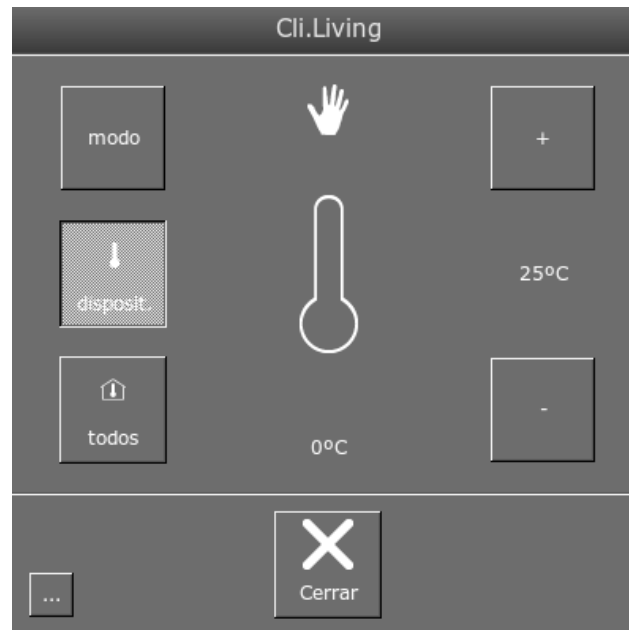 Cli.Living
modo
+
disposit.
25ºC
todos
-
0ºC
...
Cerrar